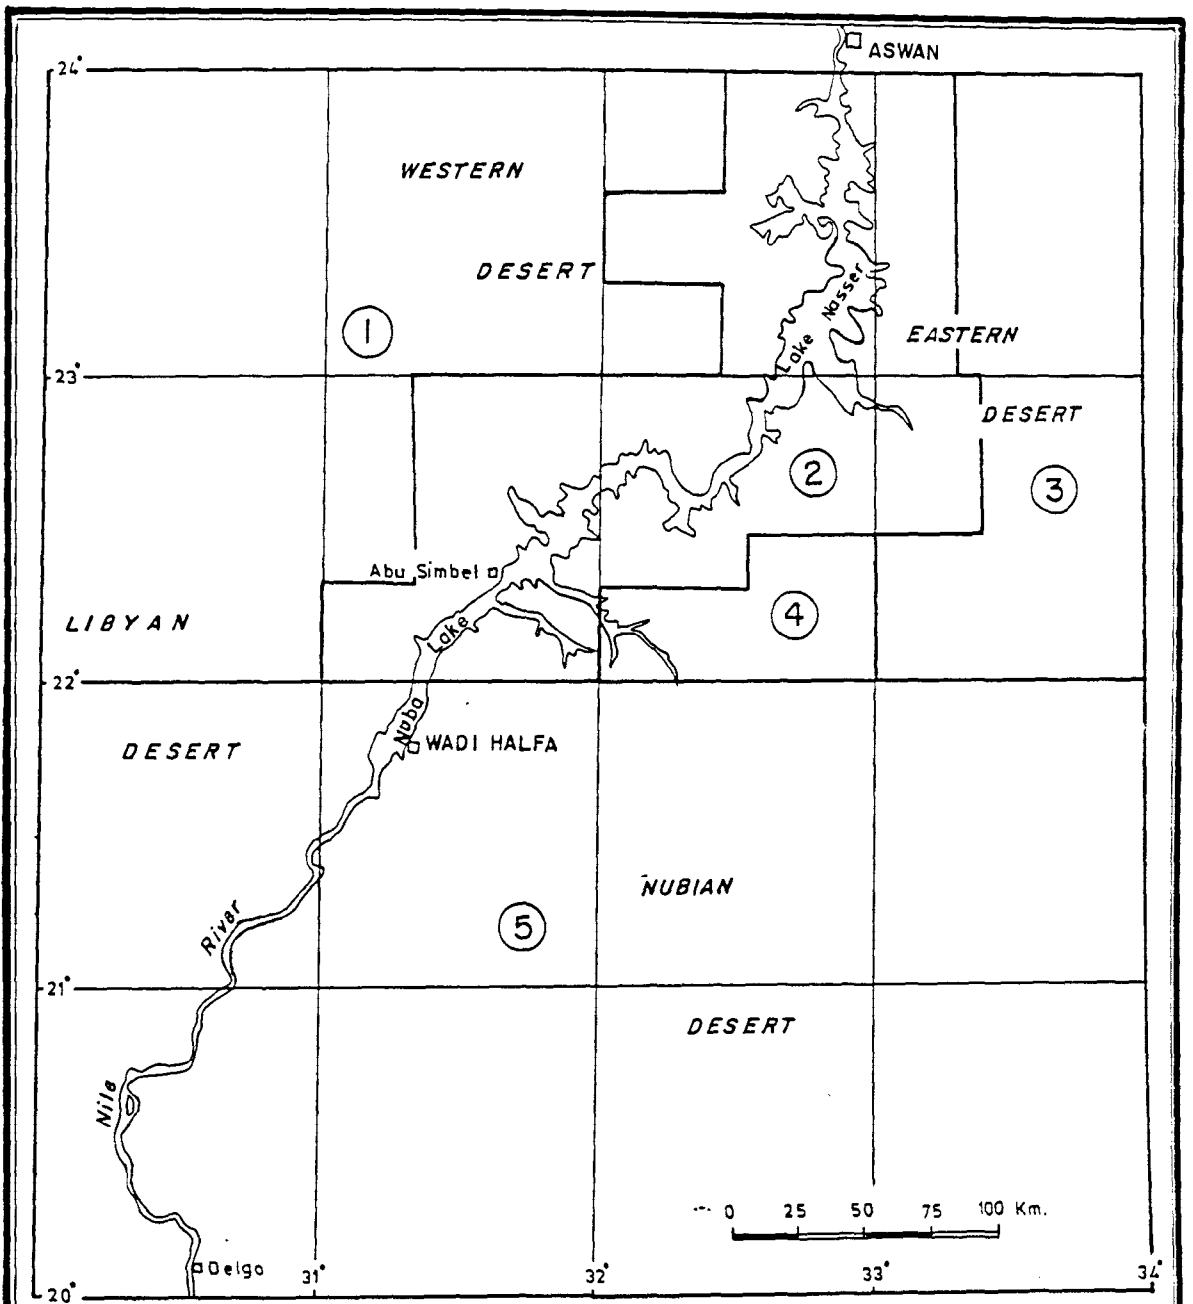 ASWAN
24°
WESTERN
DESERT
Lake Nasser
1
EASTERN
23°
DESERT
2
3
Abu Simbel
4
LIBYAN
Lake
22°
Nuba
WADI HALFA
DESERT
NUBIAN
River
5
21°
DESERT
Nile
0 25 50 75 100 Km.
Delgo
31° 32° 33° 34°
20°